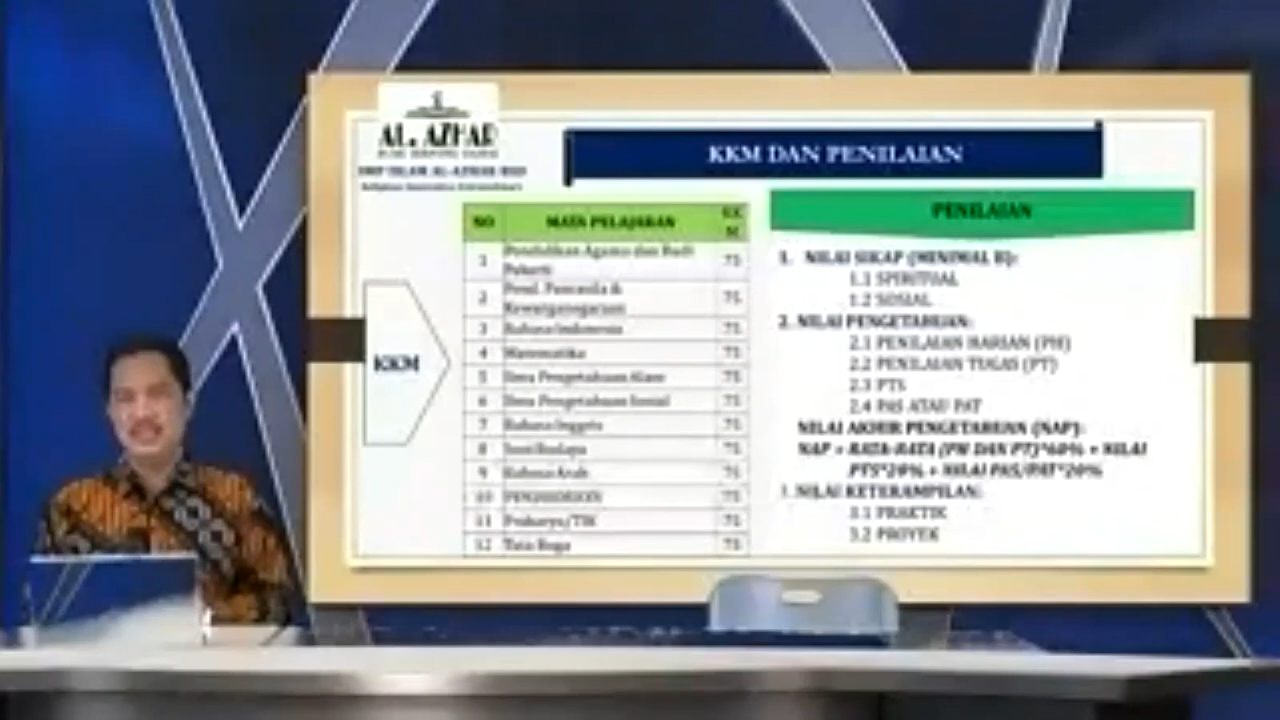 AL. AZHAR
SMP ISLAM AL-AZHAR BSD
KKM DAN PENILAIAN
KKM
NO MATA PELAJARAN KKM
1 Pendidikan Agama dan Budi Pekerti 75
2 Pend. Pancasila & Kewarganegaraan 75
3 Bahasa Indonesia 75
4 Matematika 75
5 Ilmu Pengetahuan Alam 75
6 Ilmu Pengetahuan Sosial 75
7 Bahasa Inggris 75
8 Seni Budaya 75
9 Bahasa Arab 75
10 PENJASORKES 75
11 Prakarya/TIK 75
12 Tata Boga 75
PENILAIAN
1. NILAI SIKAP (MINIMAL B):
1.1 SPIRITUAL
1.2 SOSIAL
2. NILAI PENGETAHUAN:
2.1 PENILAIAN HARIAN (PH)
2.2 PENILAIAN TUGAS (PT)
2.3 PTS
2.4 PAS ATAU PAT
NILAI AKHIR PENGETAHUAN (NAP):
NAP = RATA-RATA (PH DAN PT)*60% + NILAI
PTS*20% + NILAI PAS/PAT*20%
3. NILAI KETERAMPILAN:
3.1 PRAKTIK
3.2 PROYEK